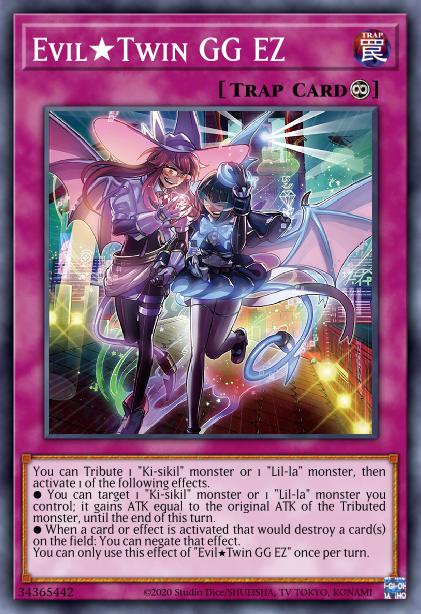 Evil★Twin GG EZ
TRAP
罠
[Trap Card∞]
You can Tribute 1 "Ki-sikil" monster or 1 "Lil-la" monster, then
activate 1 of the following effects.
● You can target 1 "Ki-sikil" monster or 1 "Lil-la" monster you
control; it gains ATK equal to the original ATK of the Tributed
monster, until the end of this turn.
● When a card or effect is activated that would destroy a card(s)
on the field: You can negate that effect.
You can only use this effect of "Evil★Twin GG EZ" once per turn.
34365442
©2020 Studio Dice/SHUEISHA, TV TOKYO, KONAMI